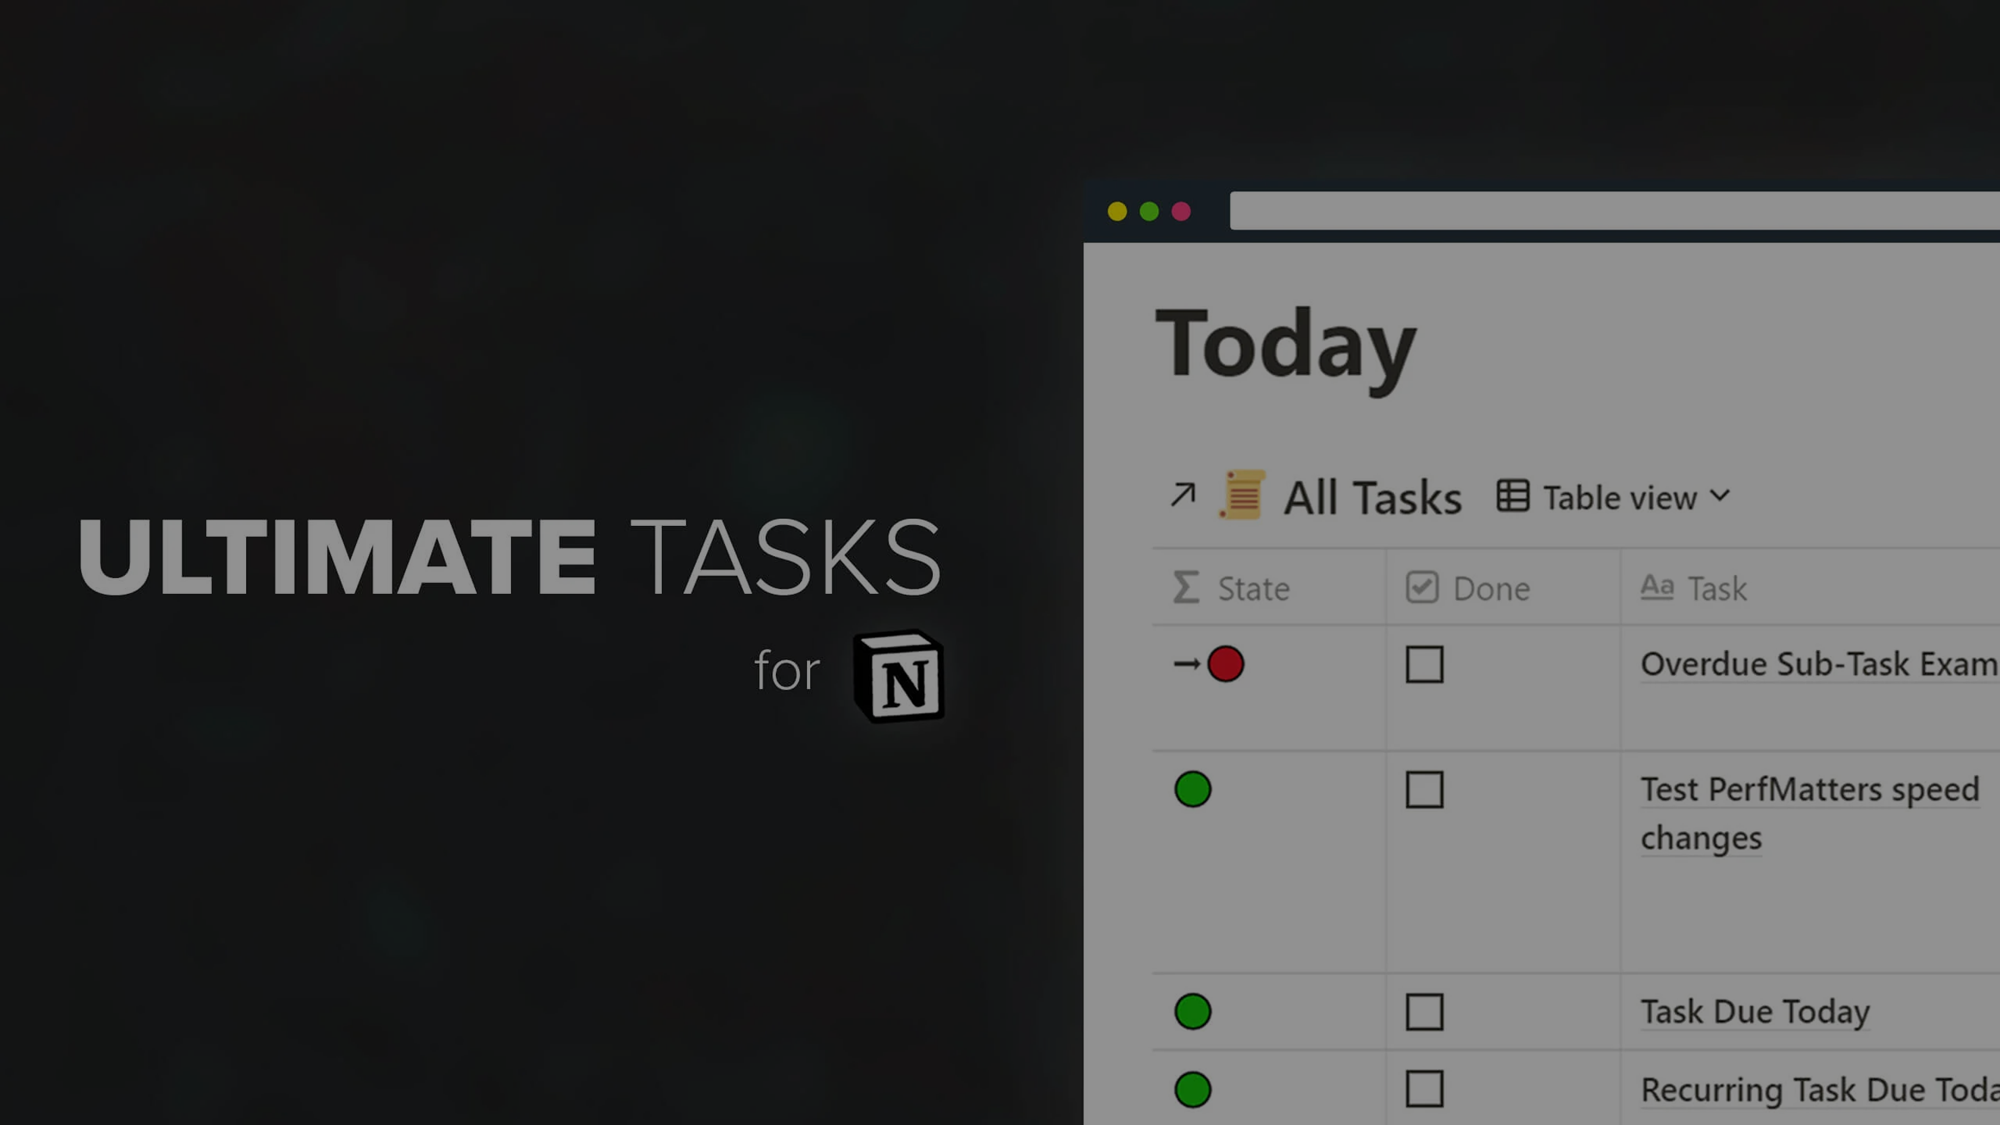 ULTIMATE TASKS
for N
Today
All Tasks Table view
State Done Aa Task
Overdue Sub-Task Exam
Test PerfMatters speed
changes
Task Due Today
Recurring Task Due Toda